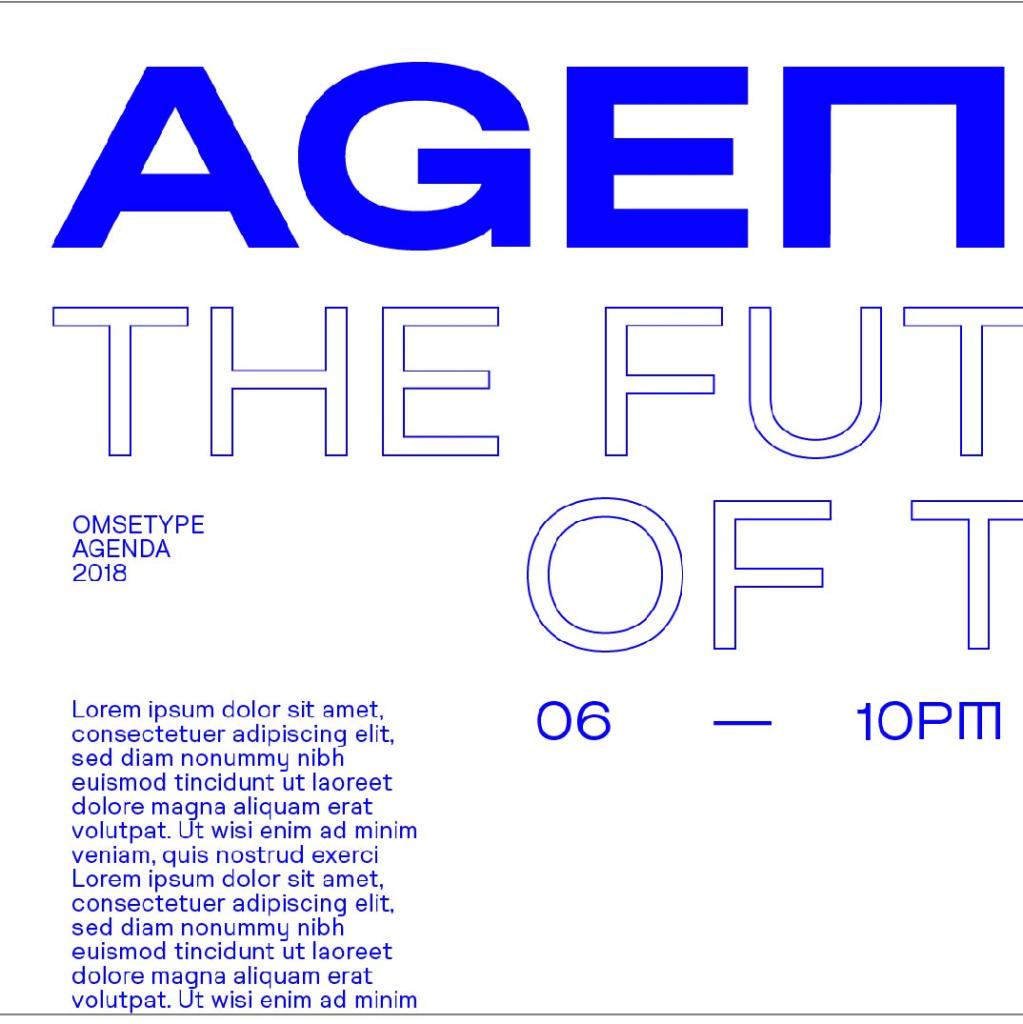 AGEN
THE FUT
OF T
OMSETYPE
AGENDA
2018
06 — 10PM
Lorem ipsum dolor sit amet,
consectetuer adipiscing elit,
sed diam nonummy nibh
euismod tincidunt ut laoreet
dolore magna aliquam erat
volutpat. Ut wisi enim ad minim
veniam, quis nostrud exerci
Lorem ipsum dolor sit amet,
consectetuer adipiscing elit,
sed diam nonummy nibh
euismod tincidunt ut laoreet
dolore magna aliquam erat
volutpat. Ut wisi enim ad minim